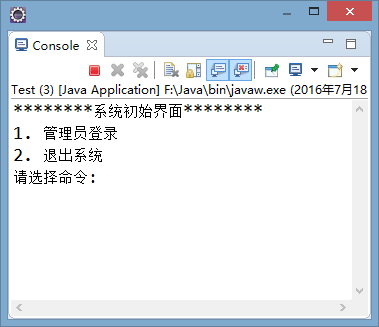 Console
Test (3) [Java Application] F:\Java\bin\javaw.exe (2016年7月18
********系统初始界面********
1. 管理员登录
2. 退出系统
请选择命令: